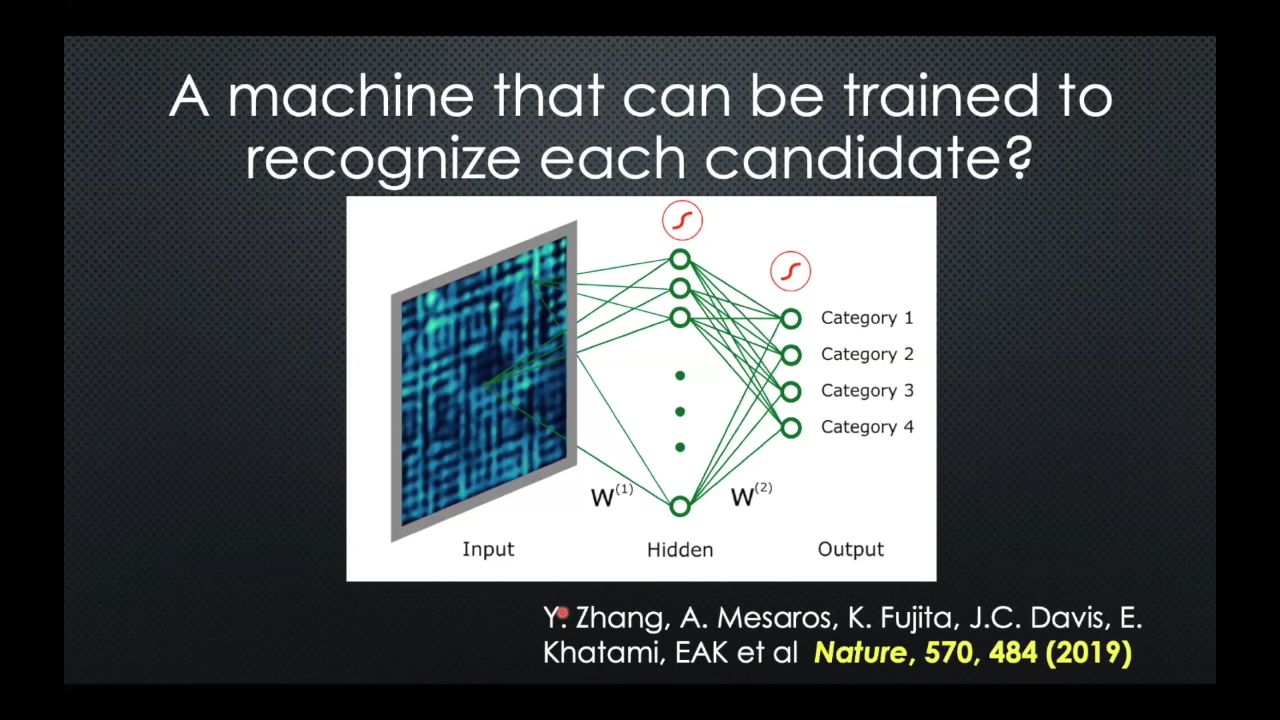 A machine that can be trained to
recognize each candidate?
Category 1
Category 2
Category 3
Category 4
W(1)
W(2)
Input
Hidden
Output
Y. Zhang, A. Mesaros, K. Fujita, J.C. Davis, E.
Khatami, EAK et al Nature, 570, 484 (2019)